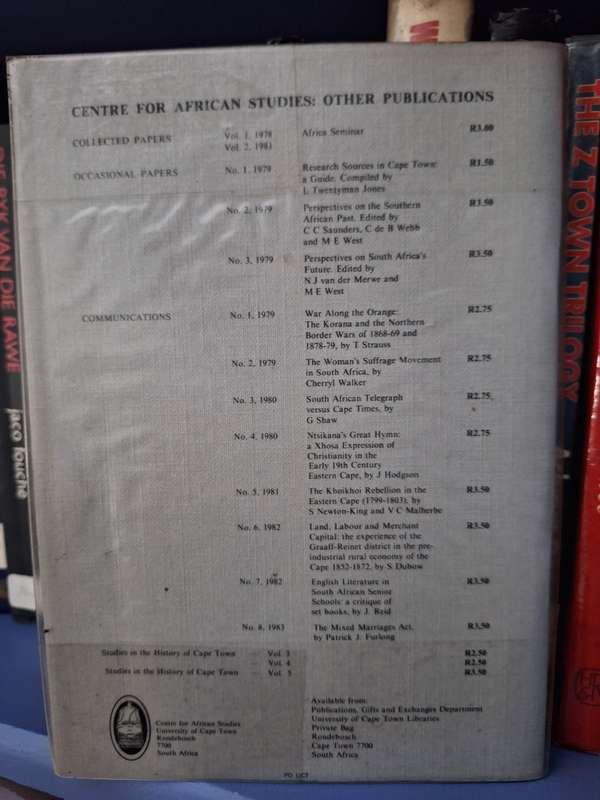 CENTRE FOR AFRICAN STUDIES: OTHER PUBLICATIONS
COLLECTED PAPERS Vol. 1, 1978 Africa Seminar R3.00
Vol. 2, 1981
OCCASIONAL PAPERS No. 1, 1979 Research Sources in Cape Town: R1.50
a Guide. Compiled by
L Twentyman Jones
No. 2, 1979 Perspectives on the Southern R3.50
African Past. Edited by
C C Saunders, C de B Webb
and M E West
No. 3, 1979 Perspectives on South Africa's R3.50
Future. Edited by
N J van der Merwe and
M E West
COMMUNICATIONS No. 1, 1979 War Along the Orange: R2.75
The Korana and the Northern
Border Wars of 1868-69 and
1878-79, by T Strauss
No. 2, 1979 The Woman's Suffrage Movement R2.75
in South Africa, by
Cherryl Walker
No. 3, 1980 South African Telegraph R2.75
versus Cape Times, by
G Shaw
No. 4, 1980 Ntsikana's Great Hymn: R2.75
a Xhosa Expression of
Christianity in the
Early 19th Century
Eastern Cape, by J Hodgson
No. 5, 1981 The Khoikhoi Rebellion in the R3.50
Eastern Cape (1799-1803), by
S Newton-King and V C Malherbe
No. 6, 1982 Land, Labour and Merchant R3.50
Capital: the experience of the
Graaff-Reinet district in the pre-
industrial rural economy of the
Cape 1852-1872, by S Dubow
No. 7, 1982 English Literature in R3.50
South African Senior
Schools: a critique of
set books, by J. Reid
No. 8, 1983 The Mixed Marriages Act, R3.50
by Patrick J. Furlong
Studies in the History of Cape Town — Vol. 3 R2.50
— Vol. 4 R2.50
Studies in the History of Cape Town — Vol. 5 R3.50
Centre for African Studies
University of Cape Town
Rondebosch
7700
South Africa
Available from:
Publications, Gifts and Exchanges Department
University of Cape Town Libraries
Private Bag
Rondebosch
Cape Town 7700
South Africa
PD UCT
DIE RYK VAN DIE RAWE
jaco fouché
THE Z TOWN TRILOGY